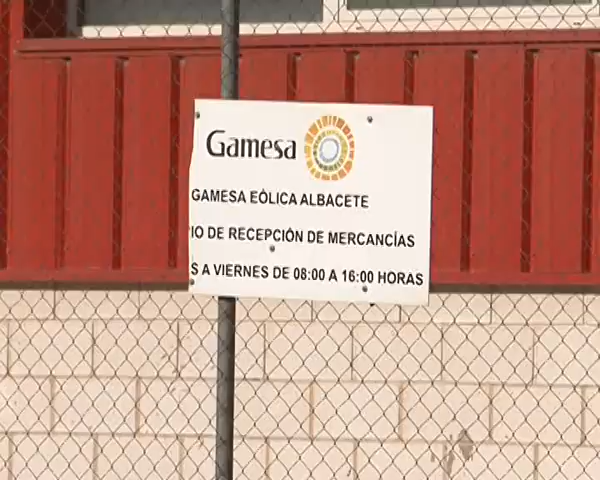 Gamesa
GAMESA EÓLICA ALBACETE
IO DE RECEPCIÓN DE MERCANCÍAS
S A VIERNES DE 08:00 A 16:00 HORAS